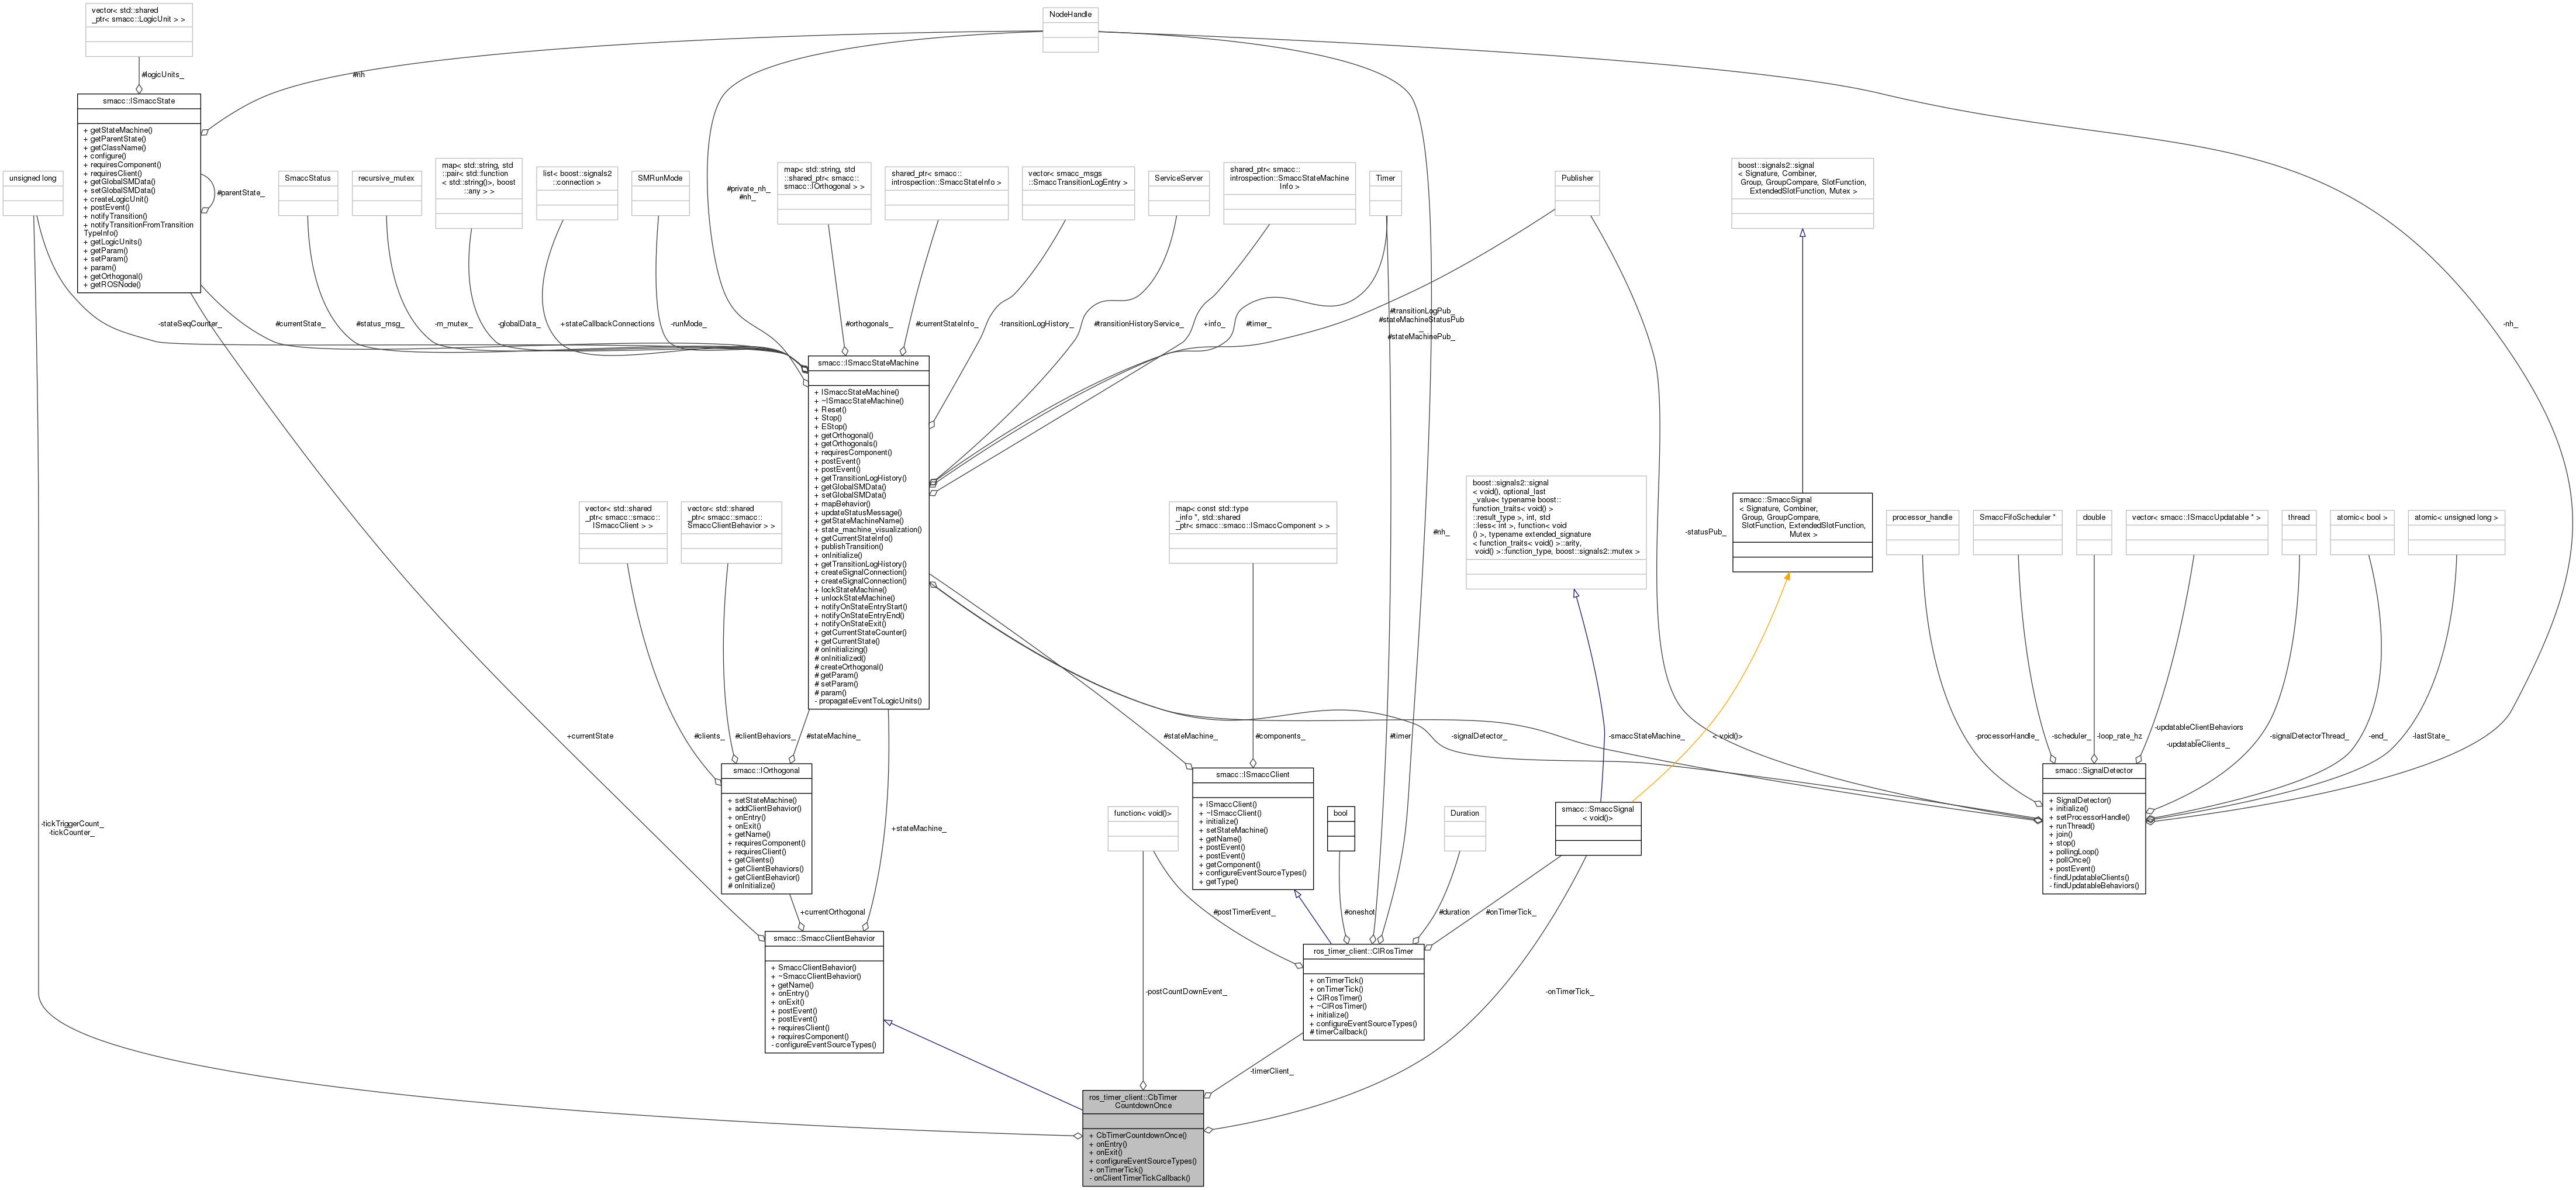 vector< std::shared
_ptr< smacc::LogicUnit > >
NodeHandle
#logicUnits_
#nh
smacc::ISmaccState
+ getStateMachine()
+ getParentState()
+ getClassName()
+ configure()
+ requiresComponent()
+ requiresClient()
+ getGlobalSMData()
+ setGlobalSMData()
+ createLogicUnit()
+ postEvent()
+ notifyTransition()
+ notifyTransitionFromTransition
TypeInfo()
+ getLogicUnits()
+ getParam()
+ setParam()
+ param()
+ getOrthogonal()
+ getROSNode()
#parentState_
unsigned long
SmaccStatus
recursive_mutex
map< std::string, std
::pair< std::function
< std::string()>, boost
::any > >
list< boost::signals2
::connection >
SMRunMode
#private_nh_
#nh_
map< std::string, std
::shared_ptr< smacc::
smacc::IOrthogonal > >
shared_ptr< smacc::
introspection::SmaccStateInfo >
vector< smacc_msgs
::SmaccTransitionLogEntry >
ServiceServer
shared_ptr< smacc::
introspection::SmaccStateMachine
Info >
Timer
Publisher
boost::signals2::signal
< Signature, Combiner,
Group, GroupCompare, SlotFunction,
ExtendedSlotFunction, Mutex >
-stateSeqCounter_
#currentState_
#status_msg_
-m_mutex_
-globalData_
+stateCallbackConnections
-runMode_
#orthogonals_
#currentStateInfo_
-transitionLogHistory_
#transitionHistoryService_
+info_
#timer_
#transitionLogPub_
#stateMachineStatusPub
_
#stateMachinePub_
-nh_
smacc::ISmaccStateMachine
+ ISmaccStateMachine()
+ ~ISmaccStateMachine()
+ Reset()
+ Stop()
+ EStop()
+ getOrthogonal()
+ getOrthogonals()
+ requiresComponent()
+ postEvent()
+ postEvent()
+ getTransitionLogHistory()
+ getGlobalSMData()
+ setGlobalSMData()
+ mapBehavior()
+ updateStatusMessage()
+ getStateMachineName()
+ state_machine_visualization()
+ getCurrentStateInfo()
+ publishTransition()
+ onInitialize()
+ getTransitionLogHistory()
+ createSignalConnection()
+ createSignalConnection()
+ lockStateMachine()
+ unlockStateMachine()
+ notifyOnStateEntryStart()
+ notifyOnStateEntryEnd()
+ notifyOnStateExit()
+ getCurrentStateCounter()
+ getCurrentState()
# onInitializing()
# onInitialized()
# createOrthogonal()
# getParam()
# setParam()
# param()
- propagateEventToLogicUnits()
vector< std::shared
_ptr< smacc::smacc::
ISmaccClient > >
vector< std::shared
_ptr< smacc::smacc::
SmaccClientBehavior > >
map< const std::type
_info *, std::shared
_ptr< smacc::smacc::ISmaccComponent > >
#nh_
boost::signals2::signal
< void(), optional_last
_value< typename boost::
function_traits< void() >
::result_type >, int, std
::less< int >, function< void
() >, typename extended_signature
< function_traits< void() >::arity,
void() >::function_type, boost::signals2::mutex >
-statusPub_
smacc::SmaccSignal
< Signature, Combiner,
Group, GroupCompare,
SlotFunction, ExtendedSlotFunction,
Mutex >
processor_handle
SmaccFifoScheduler *
double
vector< smacc::ISmaccUpdatable * >
thread
atomic< bool >
atomic< unsigned long >
+currentState
#clients_
#clientBehaviors_
#stateMachine_
#stateMachine_
#components_
#timer
-signalDetector_
-smaccStateMachine_
< void()>
-processorHandle_
-scheduler_
-loop_rate_hz
-updatableClientBehaviors
_
-updatableClients_
-signalDetectorThread_
-end_
-lastState_
smacc::IOrthogonal
+ setStateMachine()
+ addClientBehavior()
+ onEntry()
+ onExit()
+ getName()
+ requiresComponent()
+ requiresClient()
+ getClients()
+ getClientBehaviors()
+ getClientBehavior()
# onInitialize()
-tickTriggerCount_
-tickCounter_
+stateMachine_
function< void()>
smacc::ISmaccClient
+ ISmaccClient()
+ ~ISmaccClient()
+ initialize()
+ setStateMachine()
+ getName()
+ postEvent()
+ postEvent()
+ getComponent()
+ configureEventSourceTypes()
+ getType()
bool
Duration
smacc::SmaccSignal
< void()>
smacc::SignalDetector
+ SignalDetector()
+ initialize()
+ setProcessorHandle()
+ runThread()
+ join()
+ stop()
+ pollingLoop()
+ pollOnce()
+ postEvent()
- findUpdatableClients()
- findUpdatableBehaviors()
+currentOrthogonal
#postTimerEvent_
#oneshot
#duration
#onTimerTick_
smacc::SmaccClientBehavior
+ SmaccClientBehavior()
+ ~SmaccClientBehavior()
+ getName()
+ onEntry()
+ onExit()
+ postEvent()
+ postEvent()
+ requiresClient()
+ requiresComponent()
- configureEventSourceTypes()
-postCountDownEvent_
ros_timer_client::ClRosTimer
+ onTimerTick()
+ onTimerTick()
+ ClRosTimer()
+ ~ClRosTimer()
+ initialize()
+ configureEventSourceTypes()
# timerCallback()
-onTimerTick_
-timerClient_
ros_timer_client::CbTimer
CountdownOnce
+ CbTimerCountdownOnce()
+ onEntry()
+ onExit()
+ configureEventSourceTypes()
+ onTimerTick()
- onClientTimerTickCallback()